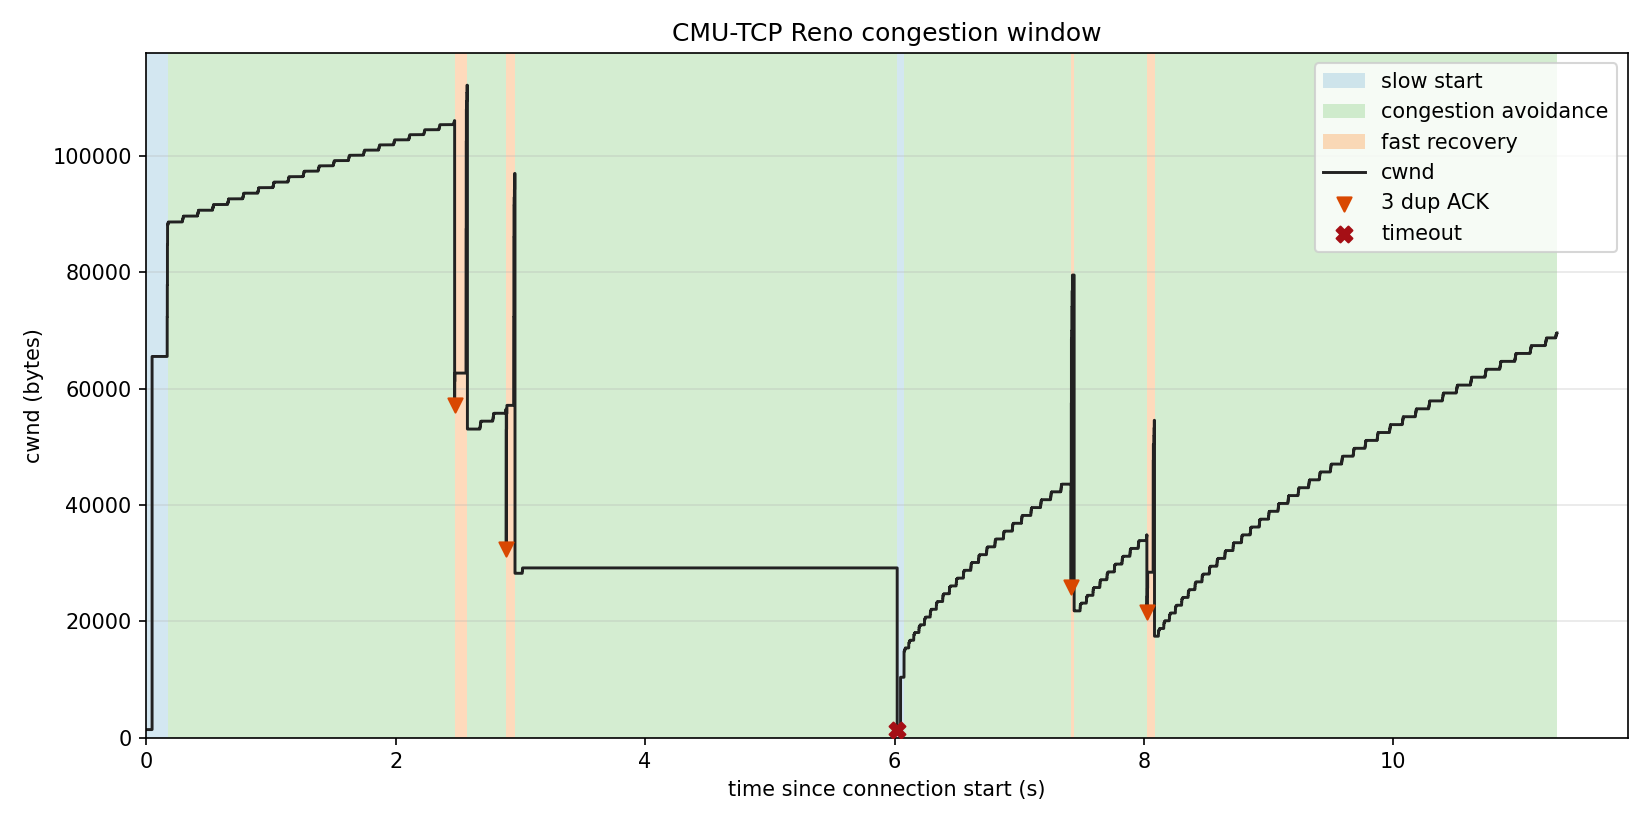 CMU-TCP Reno congestion window
slow start
congestion avoidance
fast recovery
cwnd
3 dup ACK
timeout
cwnd (bytes)
100000
80000
60000
40000
20000
0
0 2 4 6 8 10
time since connection start (s)